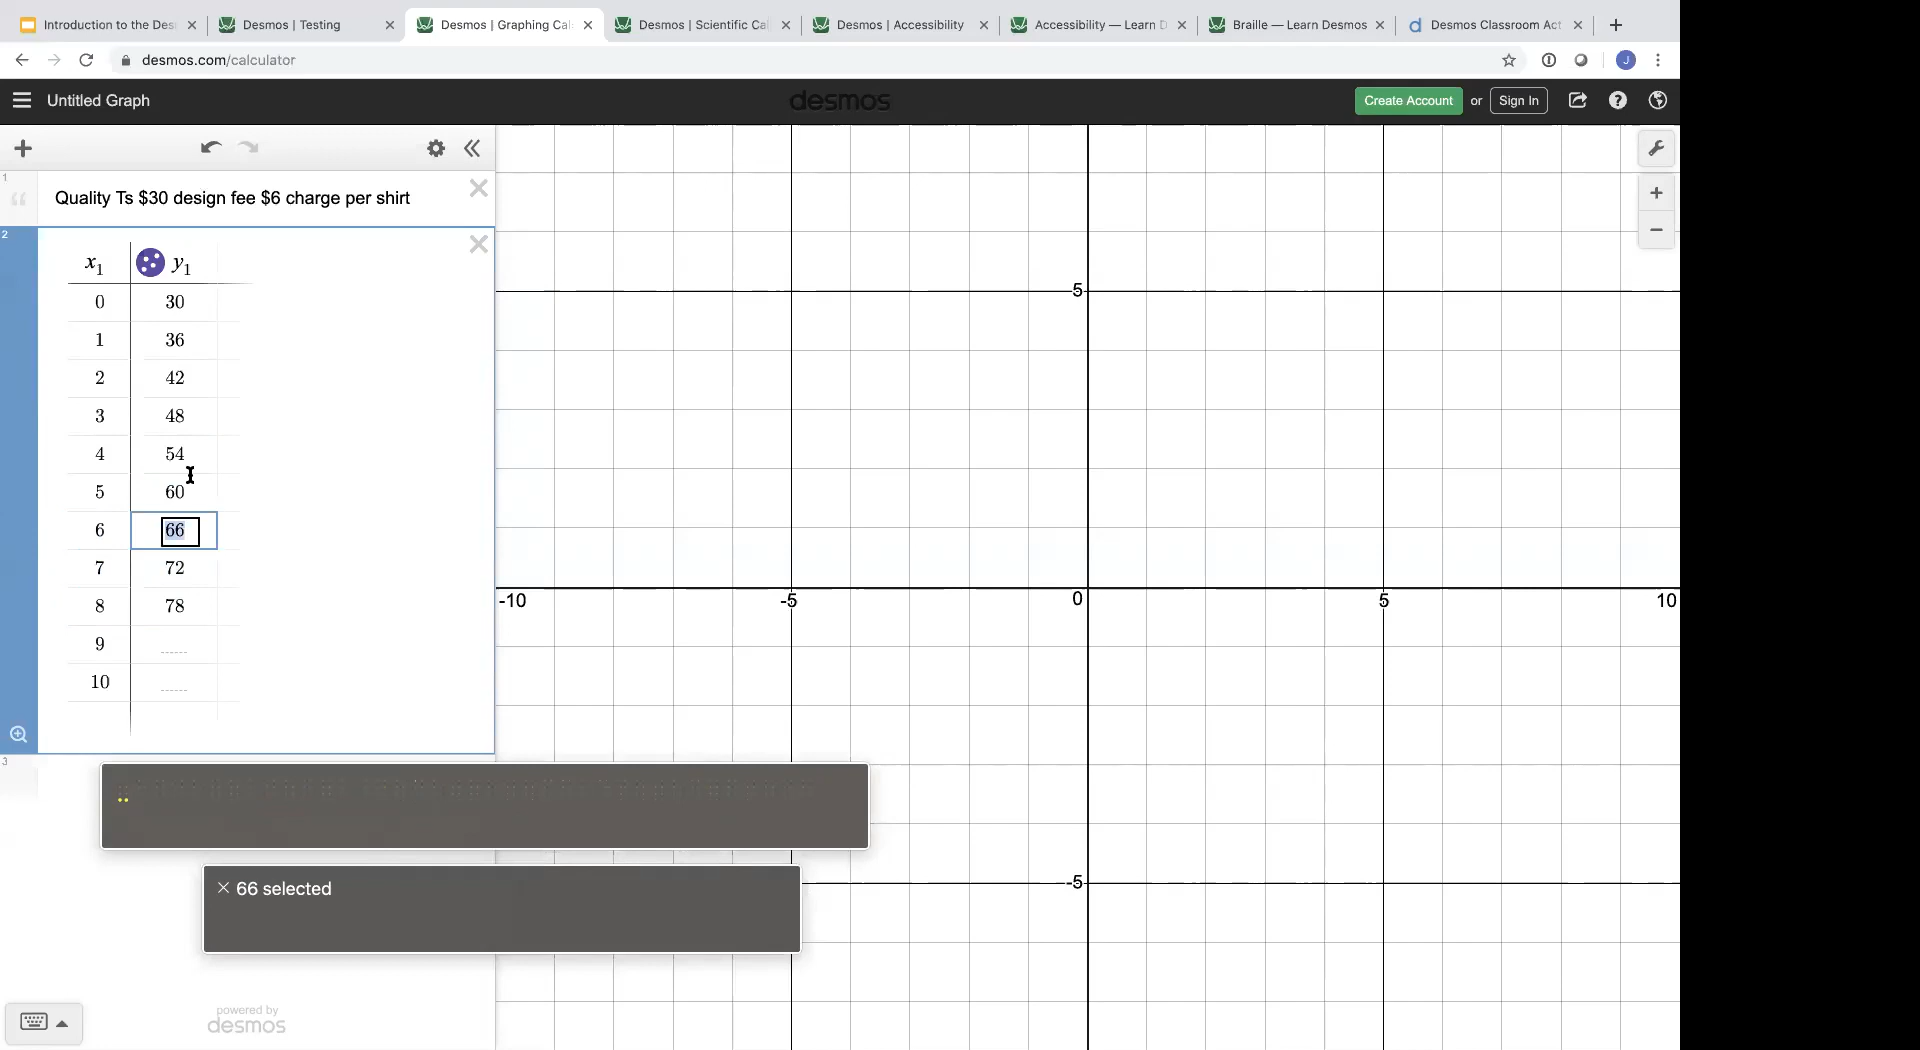 Introduction to the Des
Desmos | Testing
Desmos | Graphing Cal
Desmos | Scientific Cal
Desmos | Accessibility
Accessibility — Learn D
Braille — Learn Desmos
Desmos Classroom Act
desmos.com/calculator
J
Untitled Graph
desmos
Create Account or Sign In
1
Quality Ts $30 design fee $6 charge per shirt
2
x1 y1
0 30
1 36
2 42
3 48
4 54
5 60
6 66
7 72
8 78
9
10
3
5
-10 -5 0 5 10
-5
66 selected
powered by
desmos